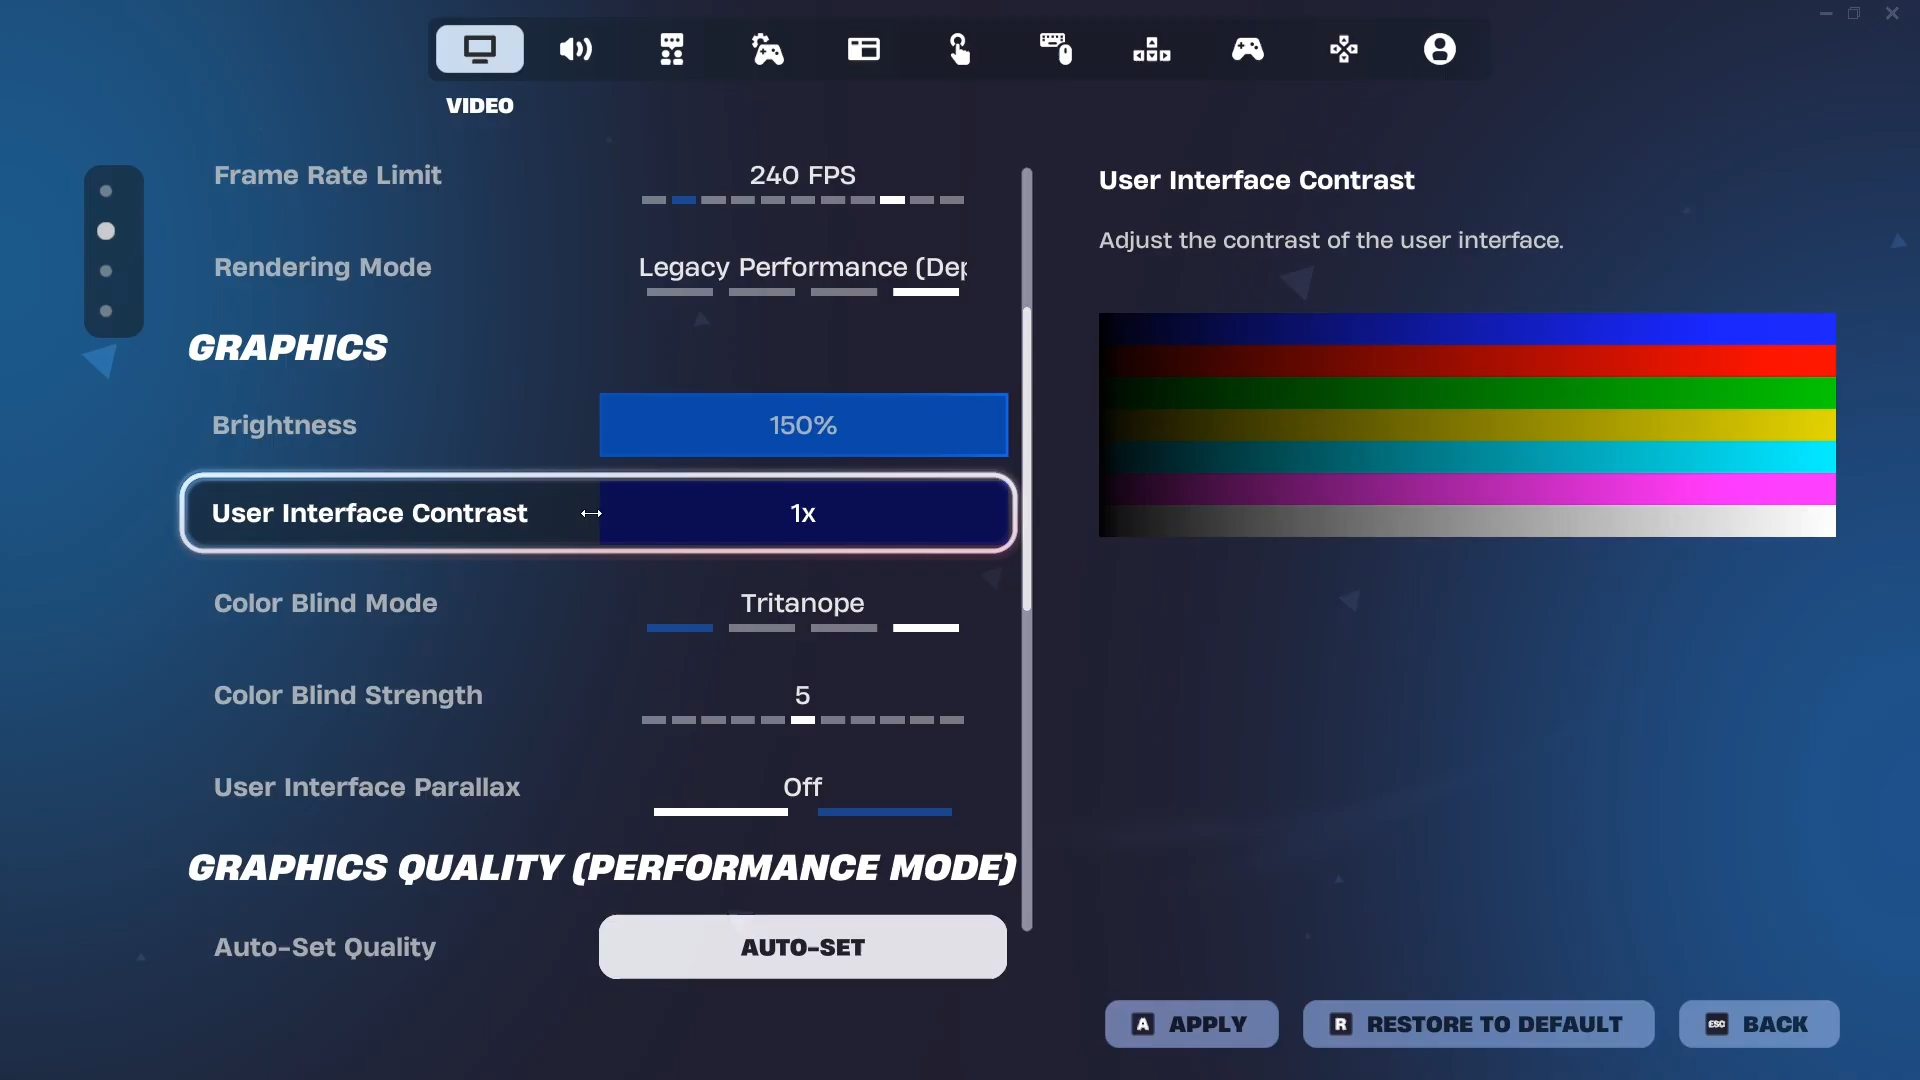 VIDEO
Frame Rate Limit
240 FPS
Rendering Mode
Legacy Performance (Dep
GRAPHICS
Brightness
150%
User Interface Contrast
1x
Color Blind Mode
Tritanope
Color Blind Strength
5
User Interface Parallax
Off
GRAPHICS QUALITY (PERFORMANCE MODE)
Auto-Set Quality
AUTO-SET
User Interface Contrast
Adjust the contrast of the user interface.
A APPLY
R RESTORE TO DEFAULT
ESC BACK